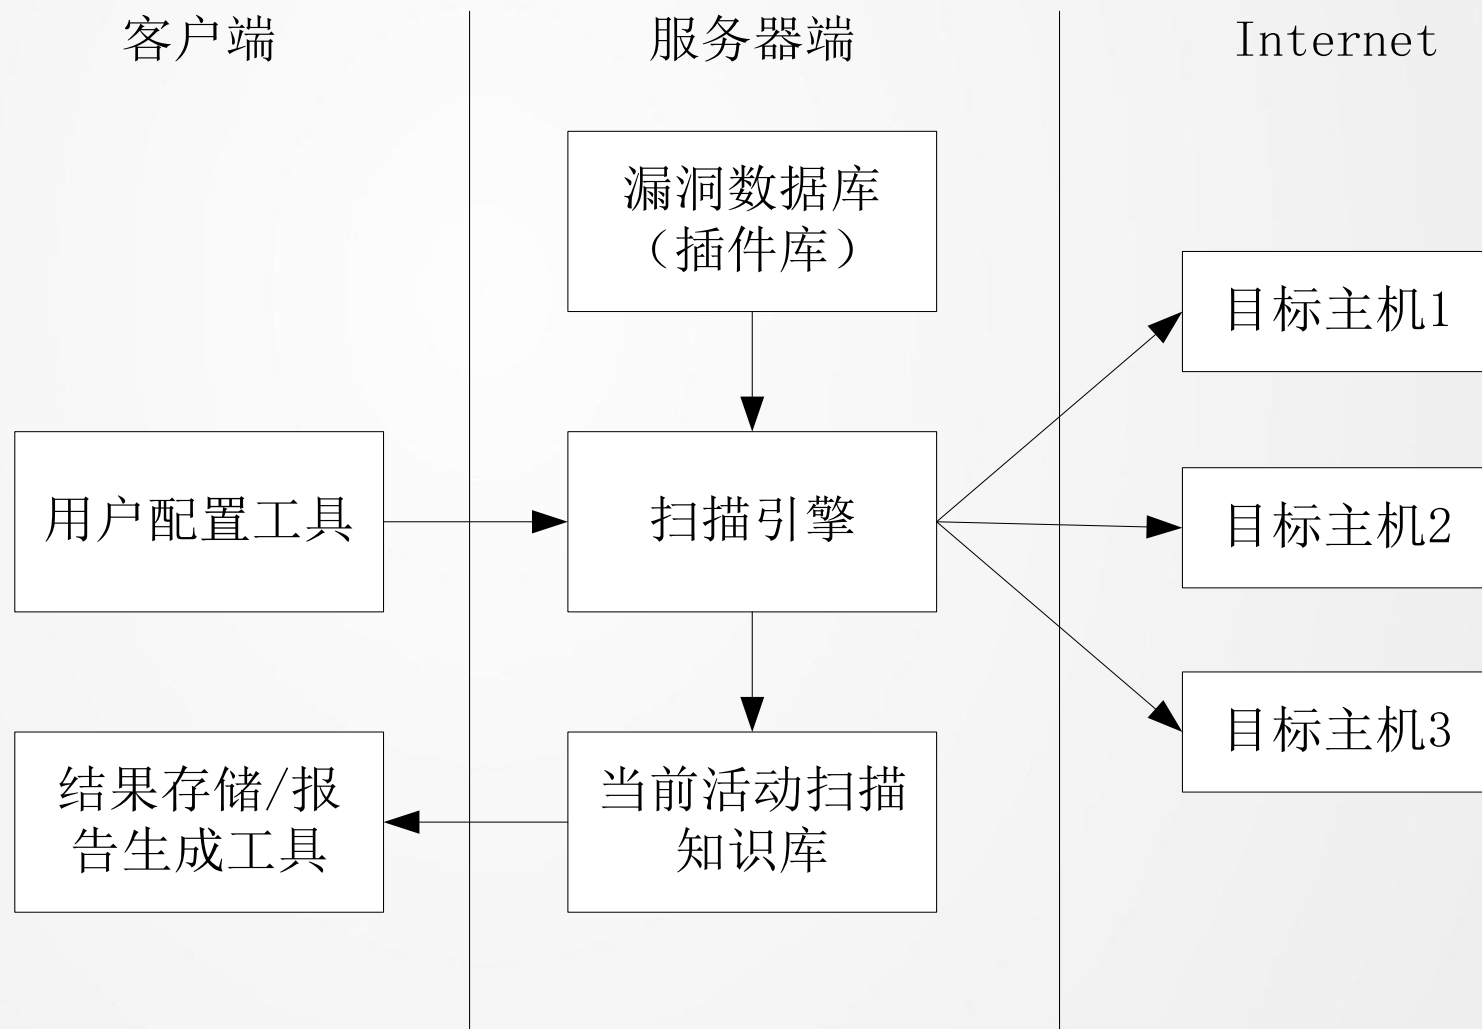 客户端
服务器端
Internet
漏洞数据库
（插件库）
目标主机1
用户配置工具
扫描引擎
目标主机2
目标主机3
结果存储/报
告生成工具
当前活动扫描
知识库